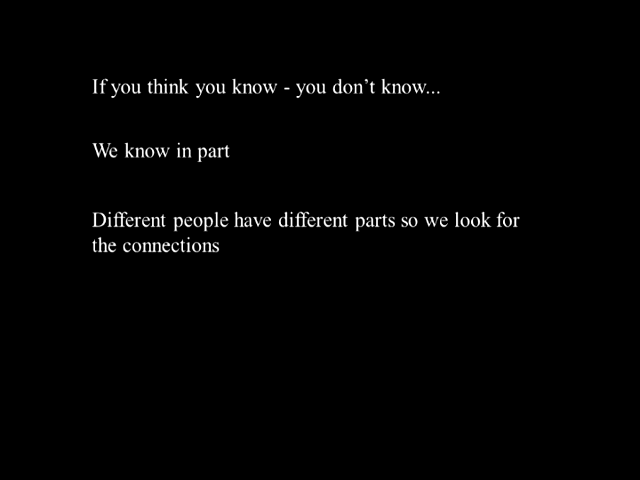 If you think you know - you don't know...
We know in part
Different people have different parts so we look for
the connections